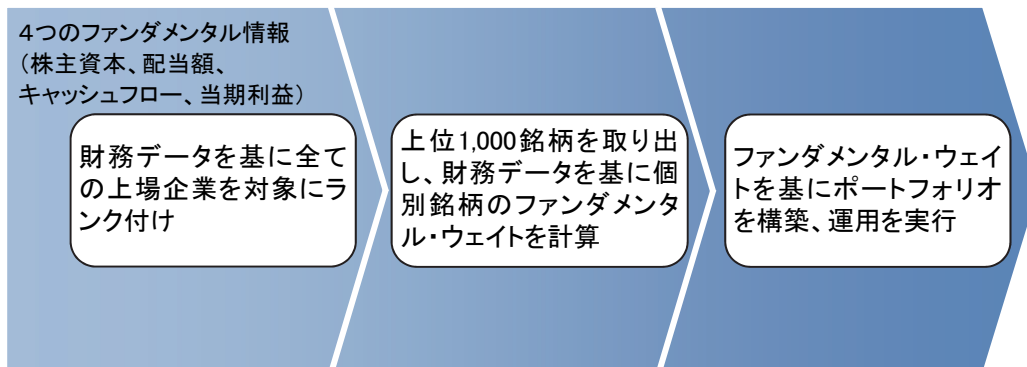 ４つのファンダメンタル情報
（株主資本、配当額、
キャッシュフロー、当期利益）
財務データを基に全て
の上場企業を対象にラ
ンク付け
上位1,000銘柄を取り出
し、財務データを基に個
別銘柄のファンダメンタ
ル・ウェイトを計算
ファンダメンタル・ウェイ
トを基にポートフォリオ
を構築、運用を実行